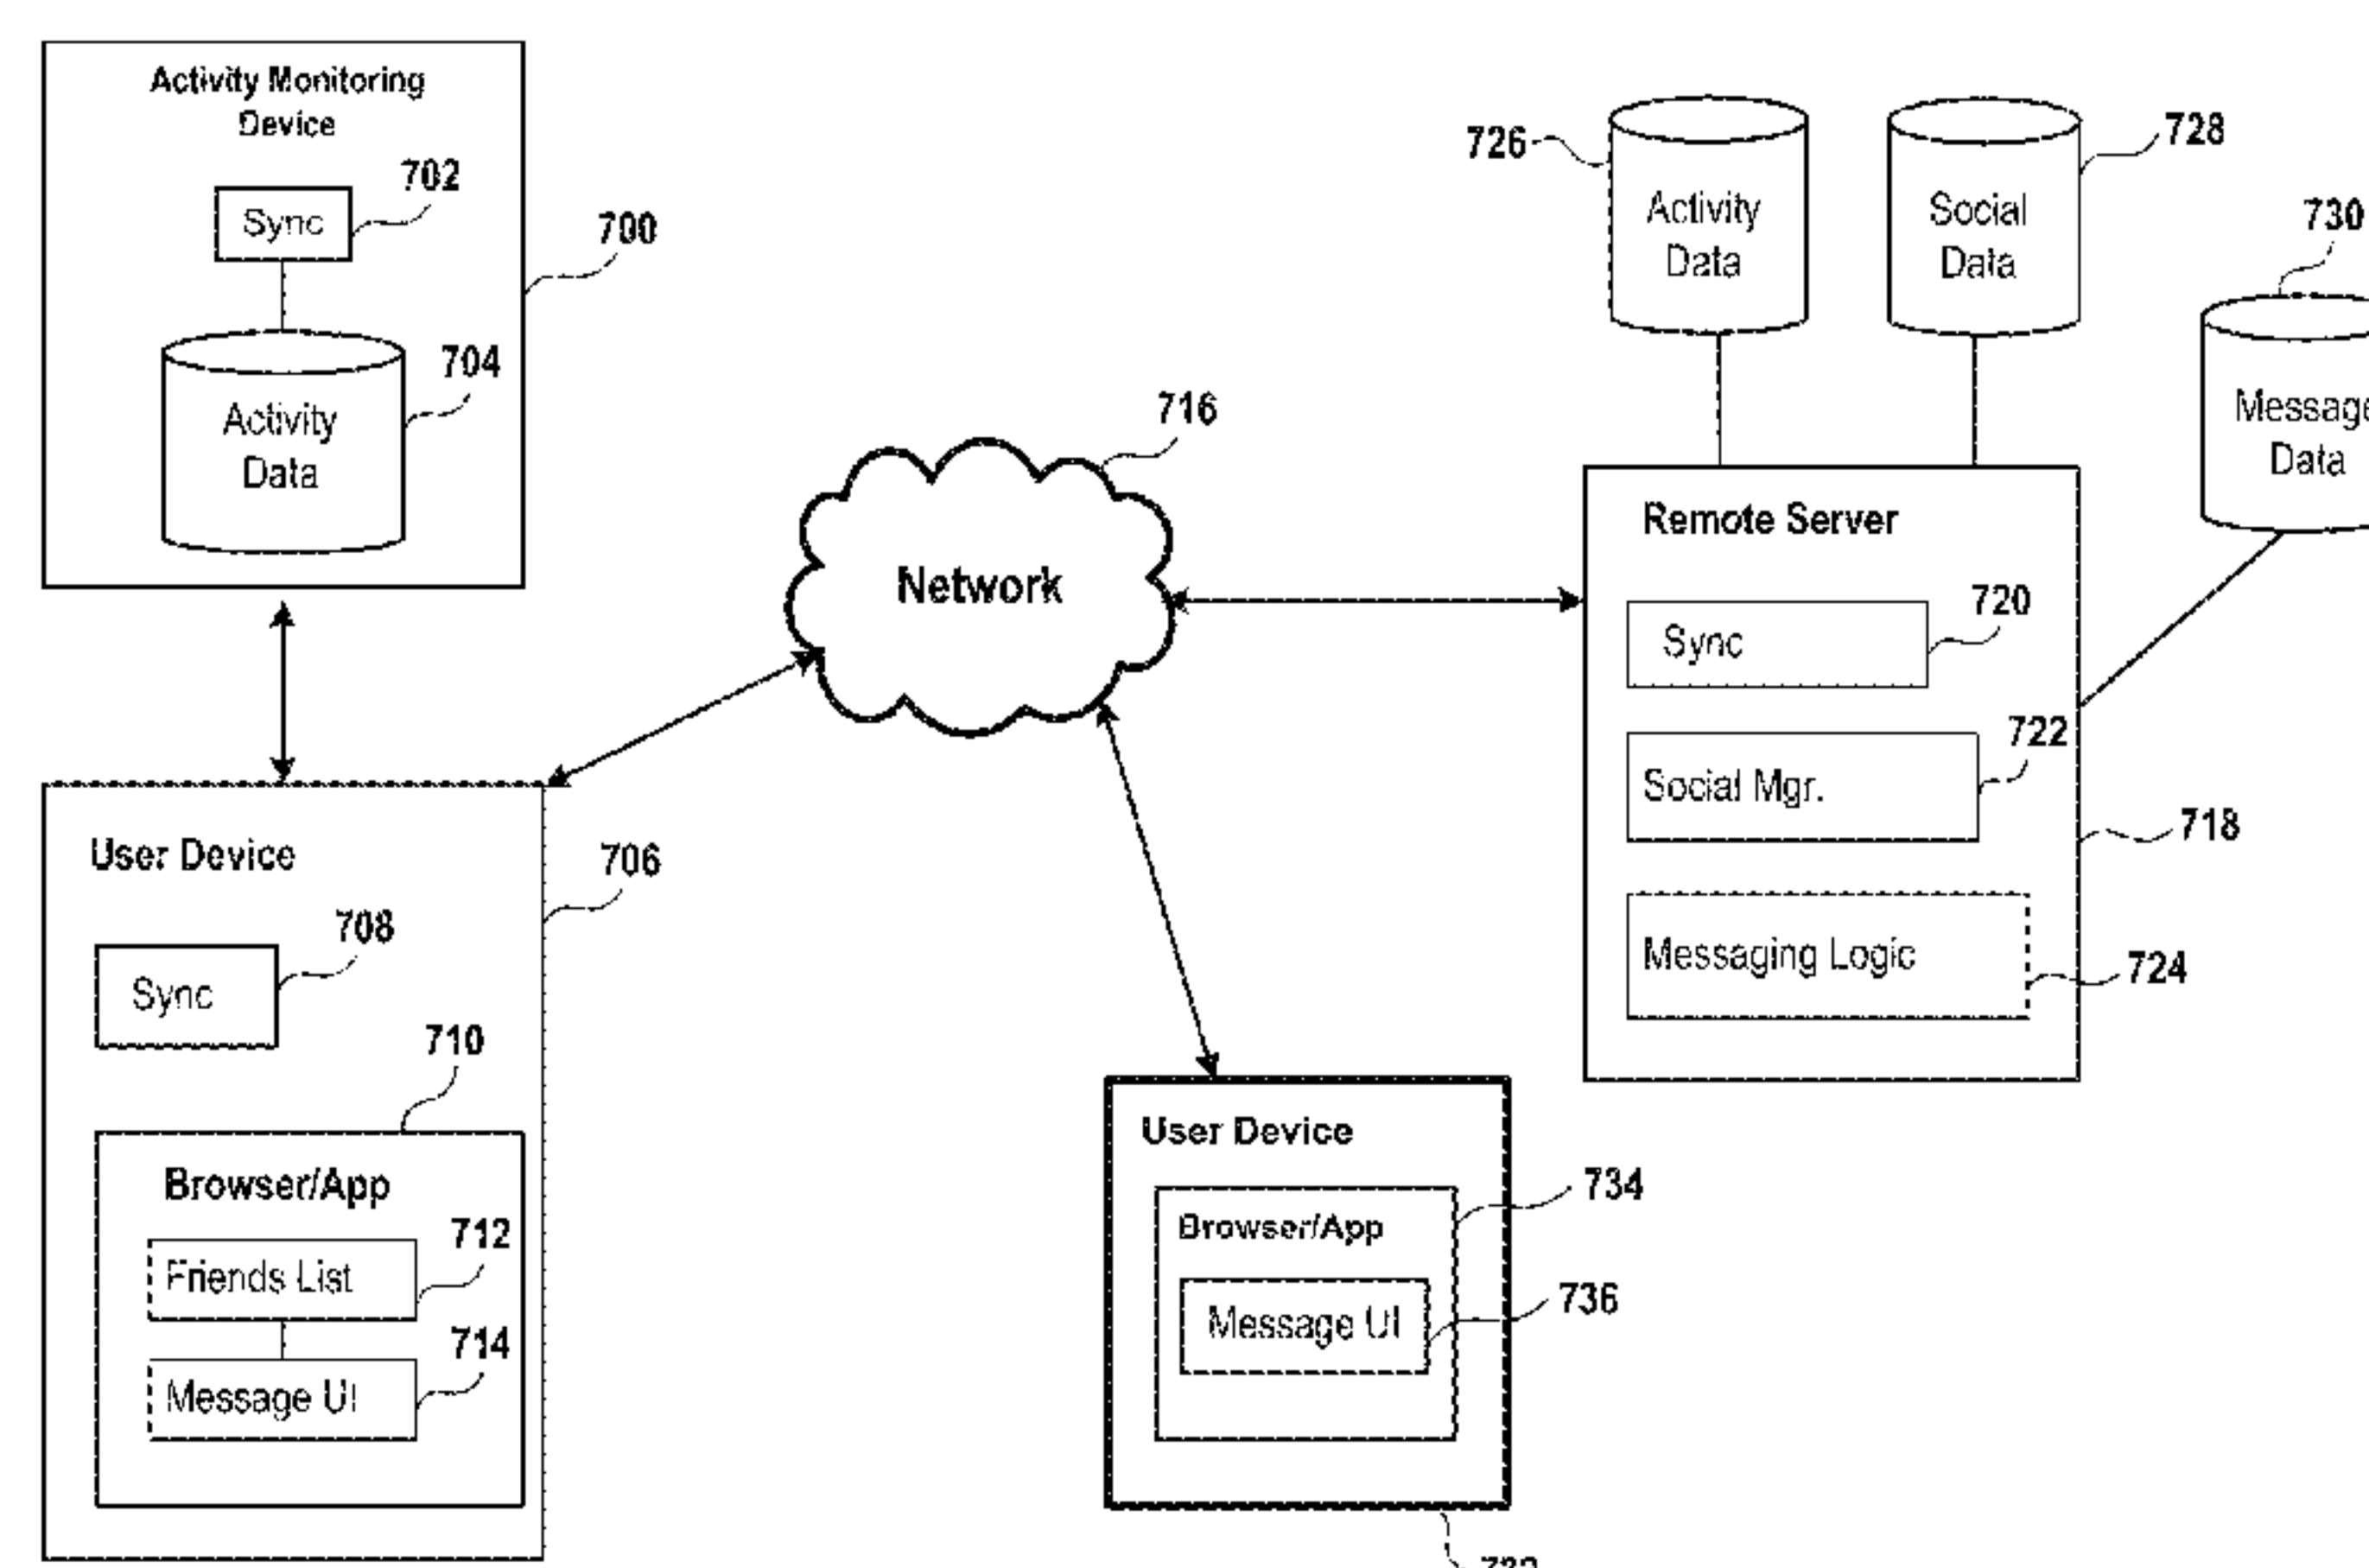 Activity Monitoring
Device
702
Sync
700
704
Activity
Data
726
Activity
Data
728
Social
Data
730
Message
Data
716
Network
Remote Server
720
Sync
722
Social Mgr.
718
Messaging Logic
724
User Device
706
708
Sync
710
Browser/App
712
Friends List
714
Message UI
User Device
734
Browser/App
736
Message UI